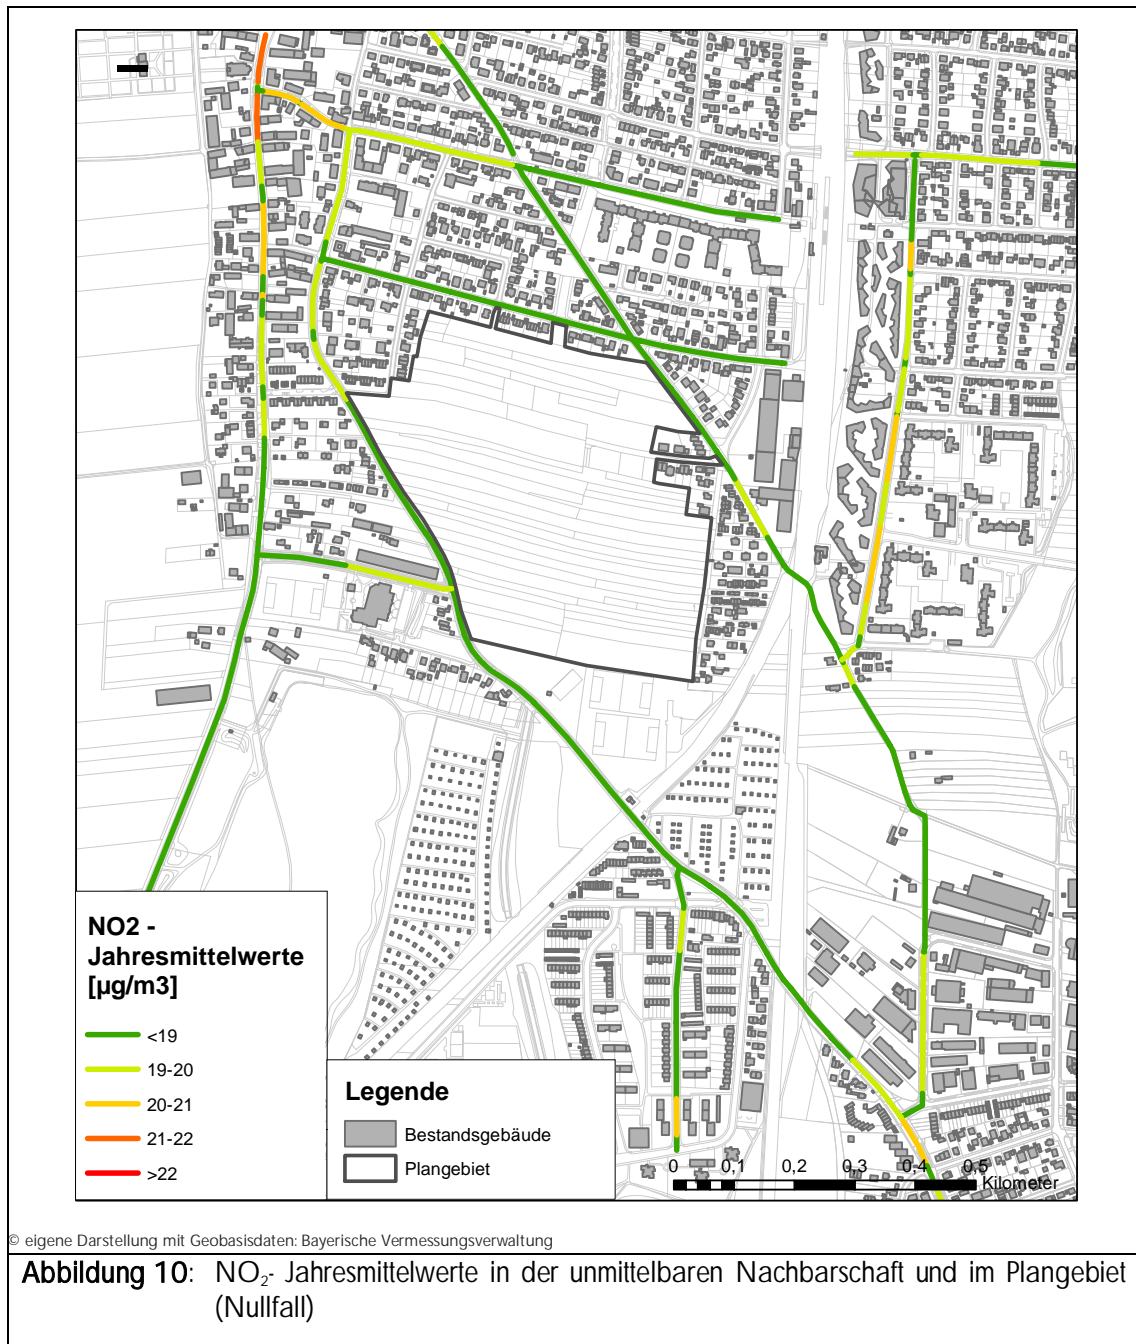 NO2 -
Jahresmittelwerte
[µg/m3]
<19
19-20
20-21
21-22
>22
Legende
Bestandsgebäude
Plangebiet
0 0,1 0,2 0,3 0,4 0,5
Kilometer
© eigene Darstellung mit Geobasisdaten: Bayerische Vermessungsverwaltung
Abbildung 10: NO₂- Jahresmittelwerte in der unmittelbaren Nachbarschaft und im Plangebiet
(Nullfall)